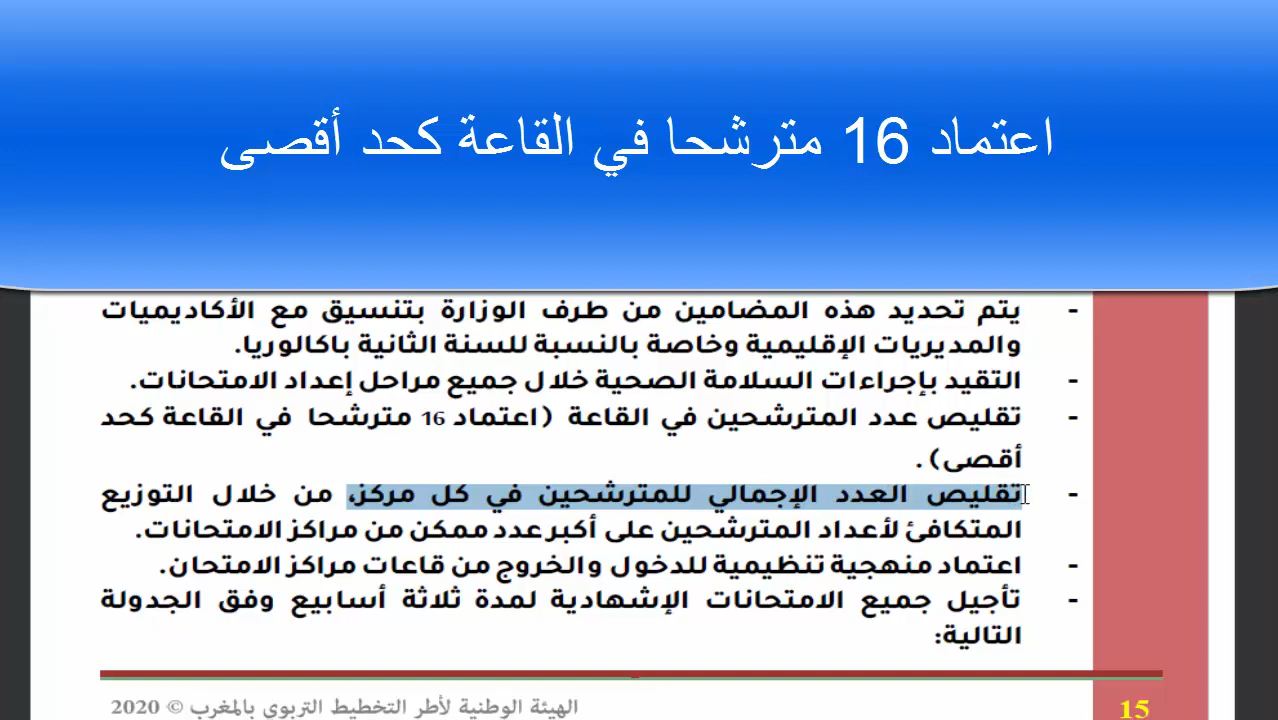 اعتماد 16 مترشحا في القاعة كحد أقصى
- يتم تحديد هذه المضامين من طرف الوزارة بتنسيق مع الأكاديميات
والمديريات الإقليمية وخاصة بالنسبة للسنة الثانية باكالوريا.
- التقيد بإجراءات السلامة الصحية خلال جميع مراحل إعداد الامتحانات.
- تقليص عدد المترشحين في القاعة (اعتماد 16 مترشحا في القاعة كحد
أقصى).
- تقليص العدد الإجمالي للمترشحين في كل مركز، من خلال التوزيع
المتكافئ لأعداد المترشحين على أكبر عدد ممكن من مراكز الامتحانات.
- اعتماد منهجية تنظيمية للدخول والخروج من قاعات مراكز الامتحان.
- تأجيل جميع الامتحانات الإشهادية لمدة ثلاثة أسابيع وفق الجدولة
التالية:
الهيئة الوطنية لأطر التخطيط التربوي بالمغرب © 2020
15